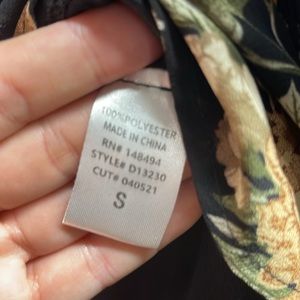 100%POLYESTER
MADE IN CHINA
RN# 148494
STYLE# D13230
CUT# 040521
S